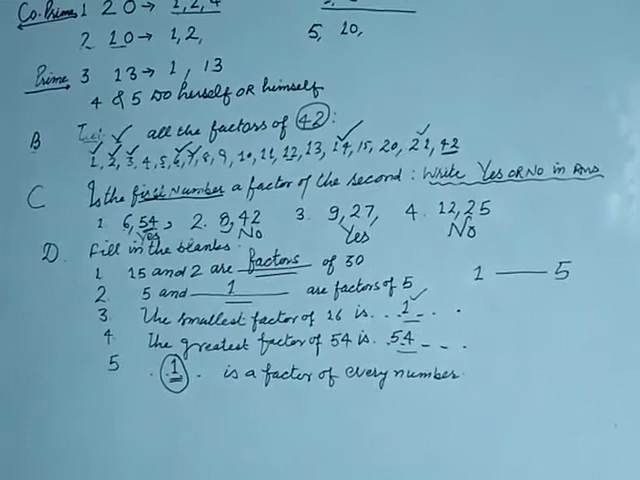 Co-Prime 1 20 → 1, 2, 4
2 10 → 1, 2, 5, 10,
Prime 3 13 → 1, 13
4 & 5 Do herself OR himself
B all the factors of 42:
1, 2, 3, 4, 5, 6, 7, 8, 9, 10, 11, 12, 13, 14, 15, 20, 21, 42
C Is the first Number a factor of the second: Write Yes OR NO in Ans
1. 6, 54, 2. 8, 42 3. 9, 27, 4. 12, 25
Yes No Yes No
D. Fill in the blanks:
1 15 and 2 are factors of 30
2. 5 and 1 are factors of 5 1 — 5
3. The smallest factor of 26 is... 1 - . .
4 The greatest factor of 54 is. 54 - - - .
5 . 1 . is a factor of every number.